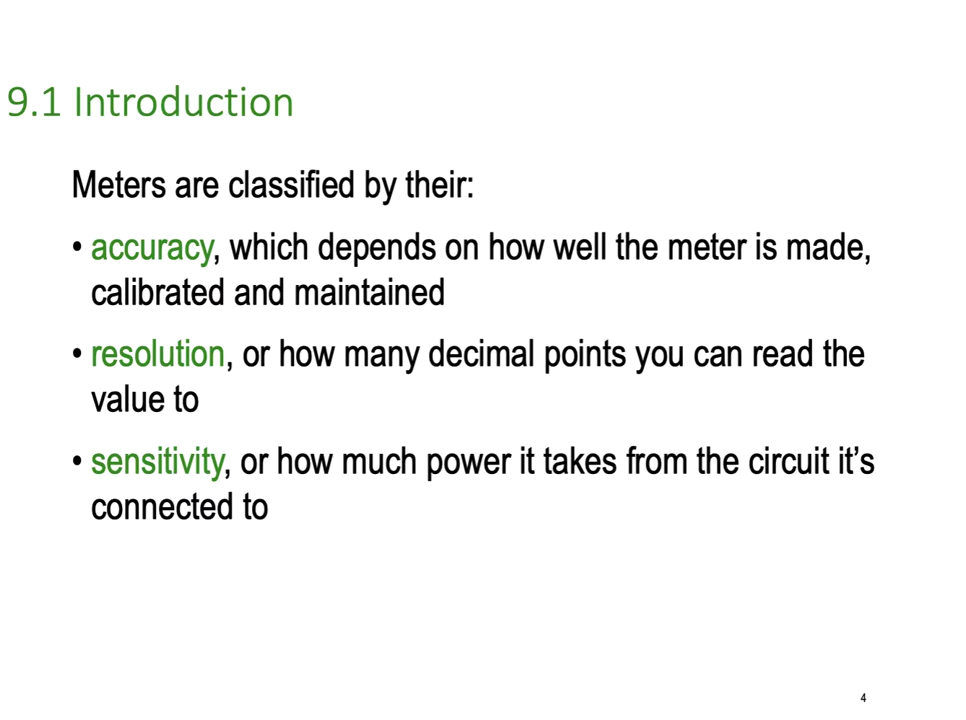 9.1 Introduction
Meters are classified by their:
• accuracy, which depends on how well the meter is made,
calibrated and maintained
• resolution, or how many decimal points you can read the
value to
• sensitivity, or how much power it takes from the circuit it’s
connected to
4